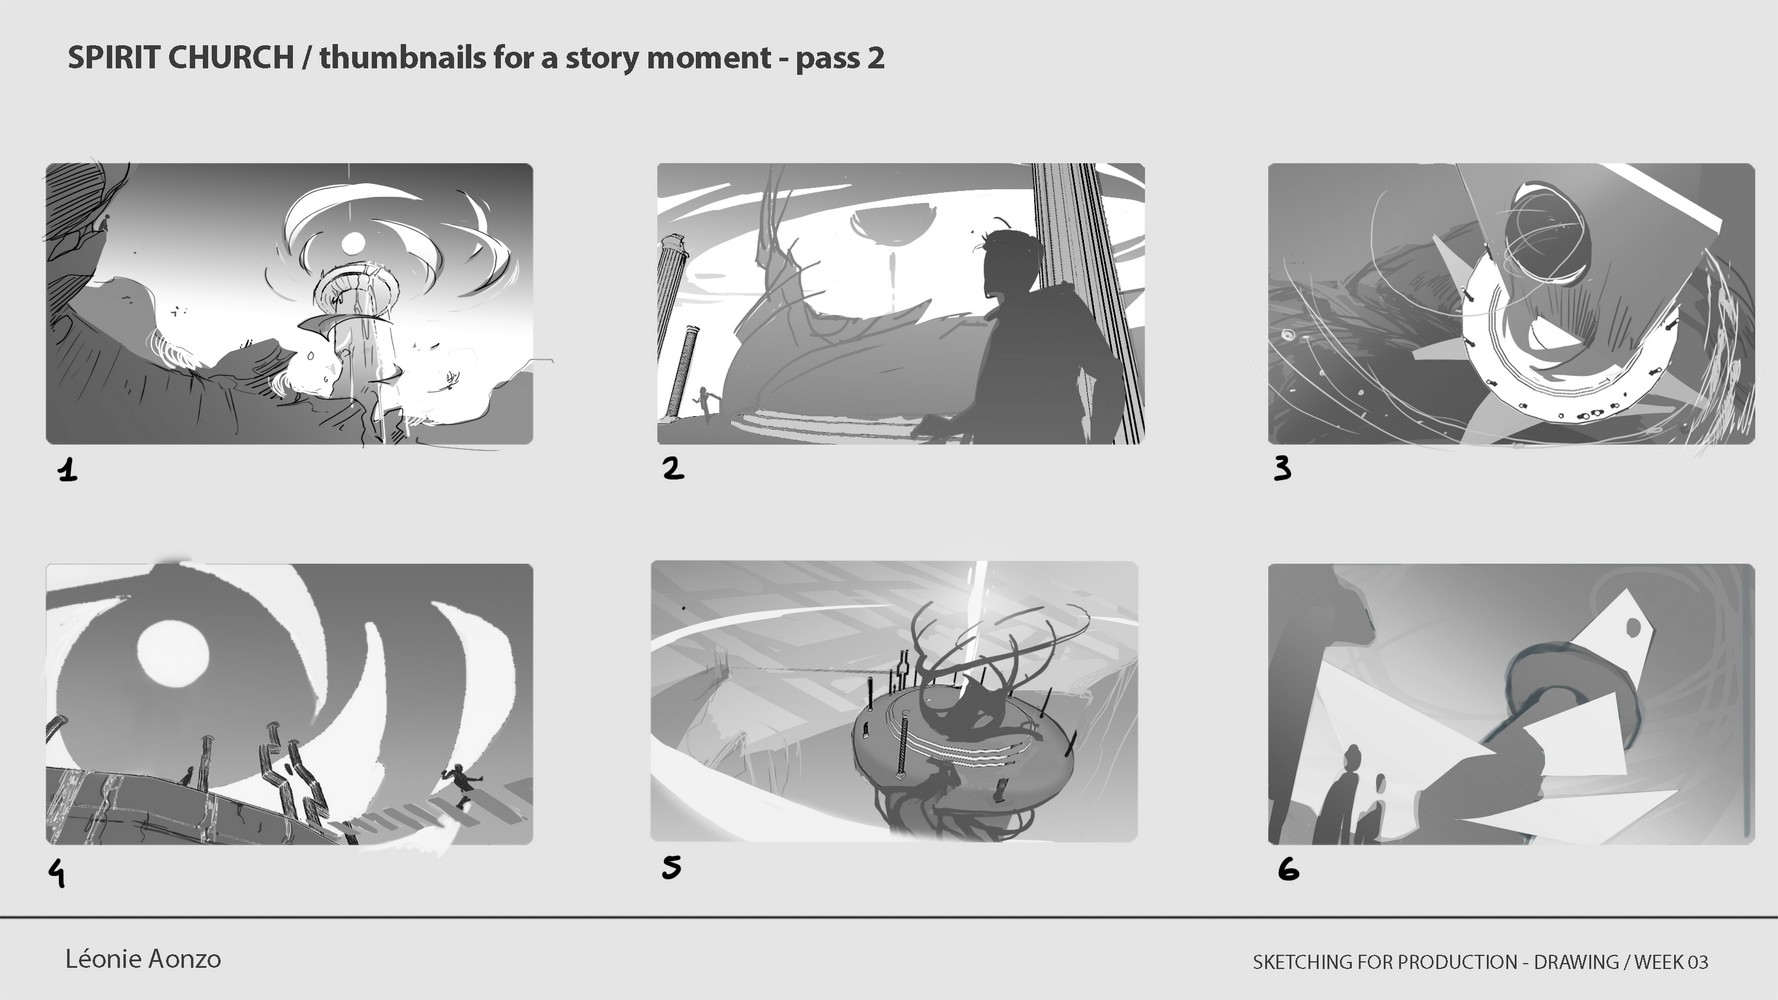 SPIRIT CHURCH / thumbnails for a story moment - pass 2
1
2
3
4
5
6
Léonie Aonzo
SKETCHING FOR PRODUCTION - DRAWING / WEEK 03